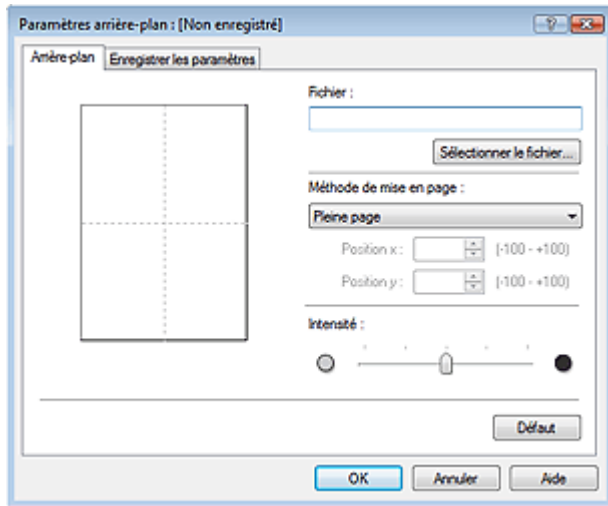 Paramètres arrière-plan : [Non enregistré]
Arrière-plan Enregistrer les paramètres
Fichier :
Sélectionner le fichier...
Méthode de mise en page :
Pleine page
Position x : (-100 - +100)
Position y : (-100 - +100)
Intensité :
Défaut
OK Annuler Aide